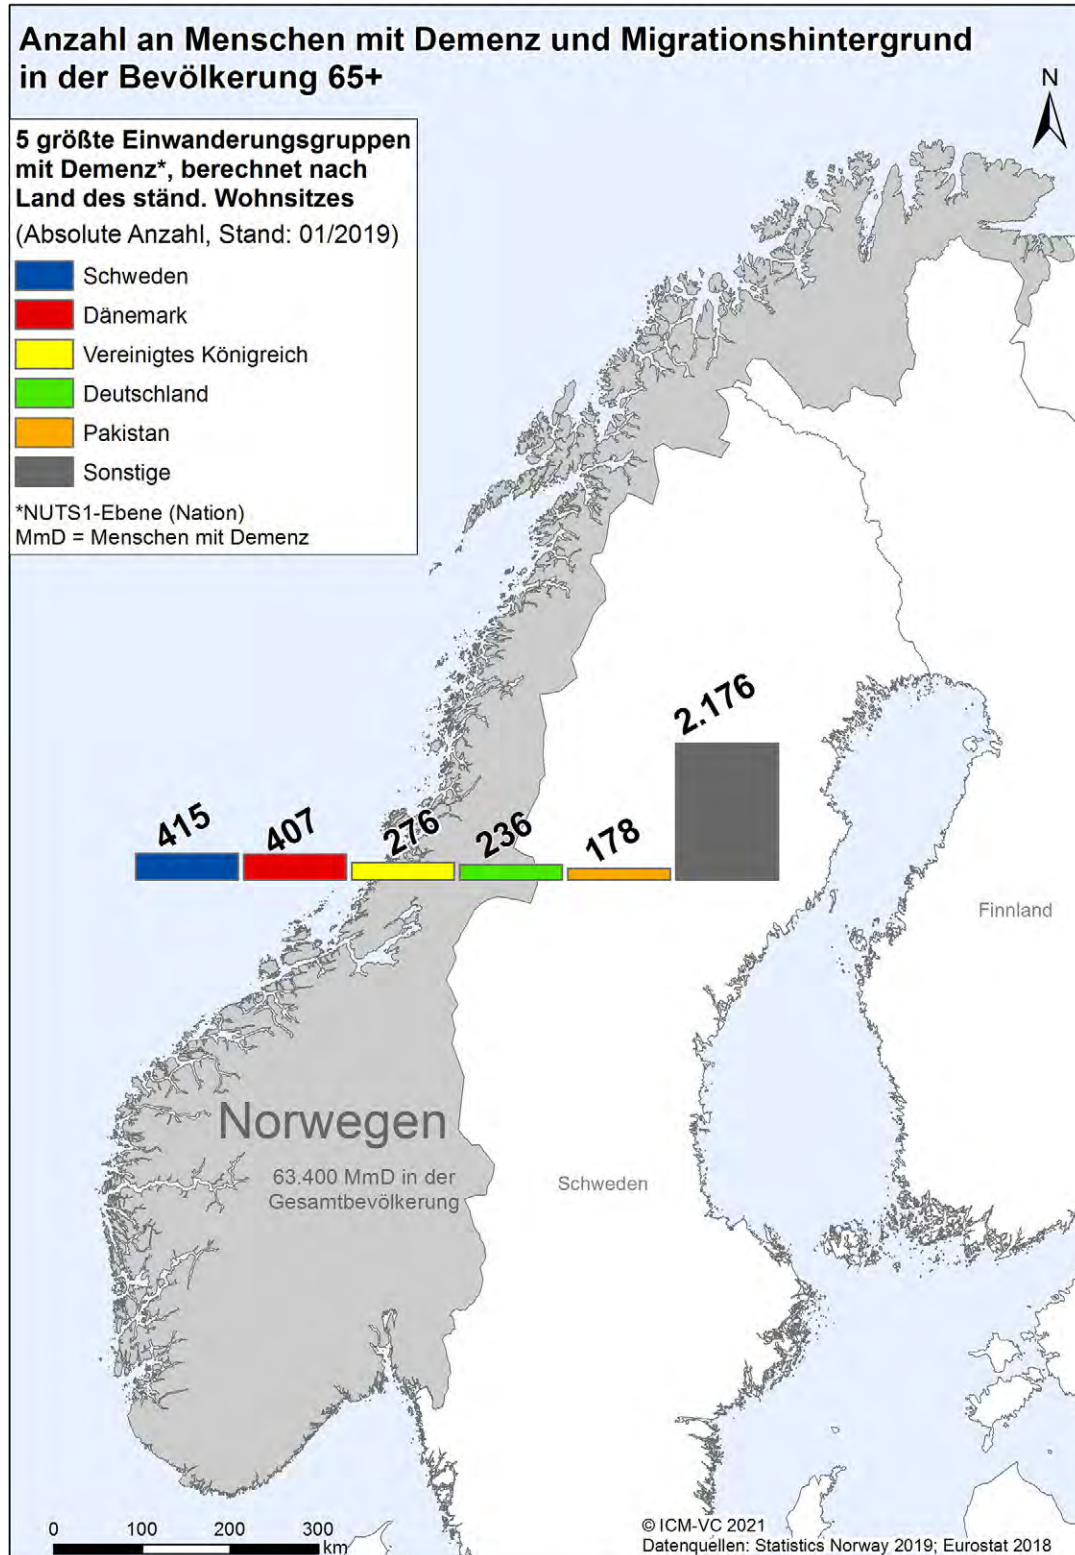 Anzahl an Menschen mit Demenz und Migrationshintergrund
in der Bevölkerung 65+
N
5 größte Einwanderungsgruppen
mit Demenz*, berechnet nach
Land des ständ. Wohnsitzes
(Absolute Anzahl, Stand: 01/2019)
Schweden
Dänemark
Vereinigtes Königreich
Deutschland
Pakistan
Sonstige
*NUTS1-Ebene (Nation)
MmD = Menschen mit Demenz
415
407
276
236
178
2.176
Finnland
Norwegen
63.400 MmD in der
Gesamtbevölkerung
Schweden
0 100 200 300
km
© ICM-VC 2021
Datenquellen: Statistics Norway 2019; Eurostat 2018